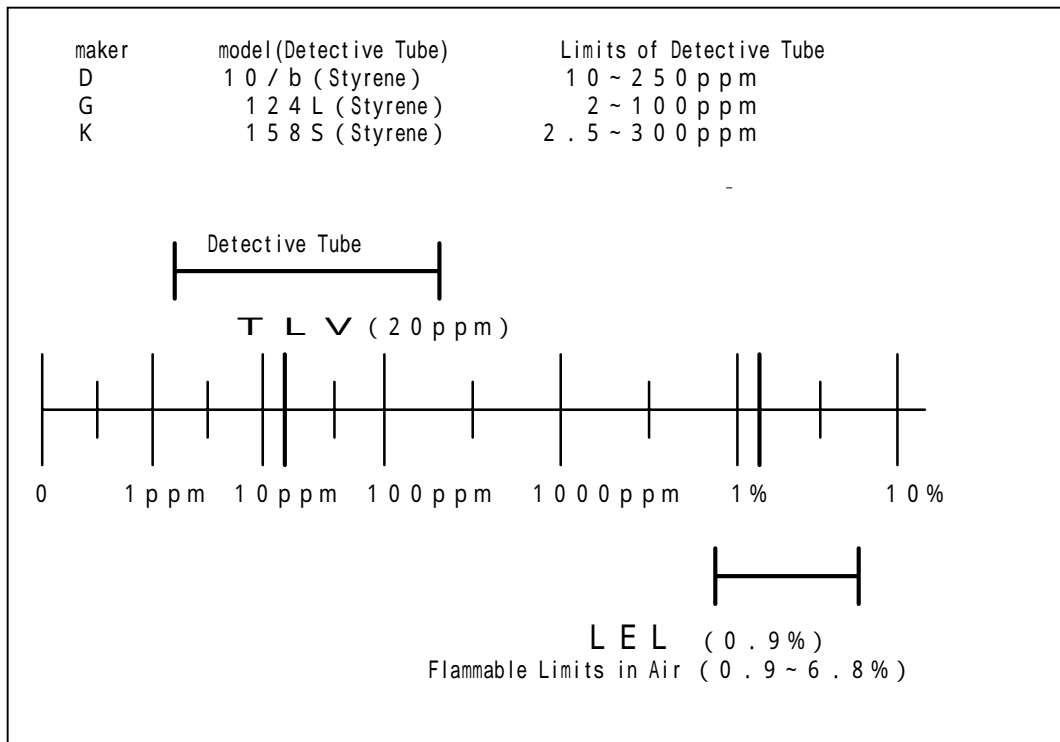 maker model(Detective Tube) Limits of Detective Tube
D 10/b(Styrene) 10~250ppm
G 124L(Styrene) 2~100ppm
K 158S(Styrene) 2.5~300ppm
Detective Tube
TLV(20ppm)
0 1ppm 10ppm 100ppm 1000ppm 1% 10%
LEL (0.9%)
Flammable Limits in Air (0.9~6.8%)